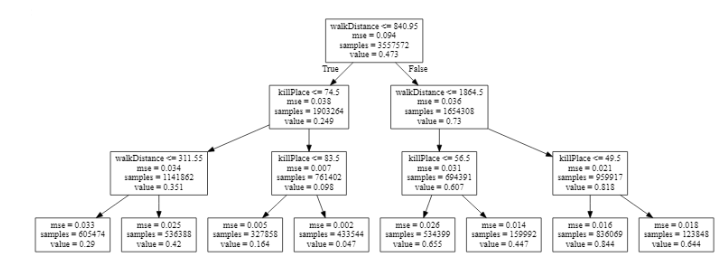 walkDistance <= 840.95
mse = 0.094
samples = 3557572
value = 0.473
True
False
killPlace <= 74.5
mse = 0.038
samples = 1903264
value = 0.249
walkDistance <= 1864.5
mse = 0.036
samples = 1654308
value = 0.73
walkDistance <= 311.55
mse = 0.034
samples = 1141862
value = 0.351
killPlace <= 83.5
mse = 0.007
samples = 761402
value = 0.098
killPlace <= 56.5
mse = 0.031
samples = 694391
value = 0.607
killPlace <= 49.5
mse = 0.021
samples = 959917
value = 0.818
mse = 0.033
samples = 605474
value = 0.29
mse = 0.025
samples = 536388
value = 0.42
mse = 0.005
samples = 327858
value = 0.164
mse = 0.002
samples = 433544
value = 0.047
mse = 0.026
samples = 534399
value = 0.655
mse = 0.014
samples = 159992
value = 0.447
mse = 0.016
samples = 836069
value = 0.844
mse = 0.018
samples = 123848
value = 0.644